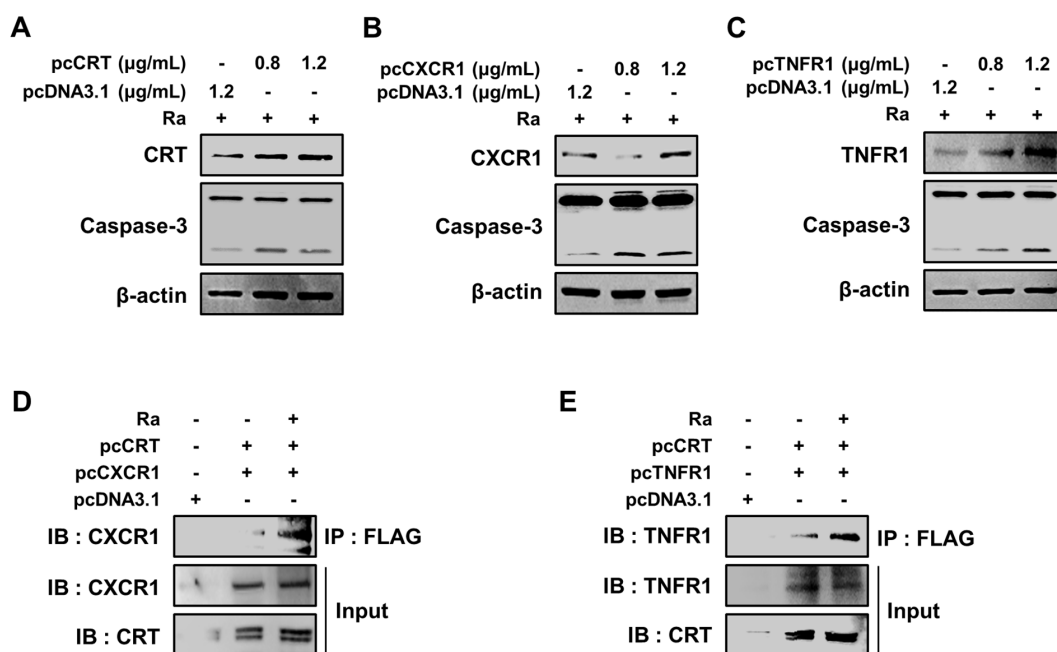 A
pcCRT (μg/mL) - 0.8 1.2
pcDNA3.1 (μg/mL) 1.2 - -
Ra + + +
CRT
Caspase-3
β-actin
B
pcCXCR1 (μg/mL) - 0.8 1.2
pcDNA3.1 (μg/mL) 1.2 - -
Ra + + +
CXCR1
Caspase-3
β-actin
C
pcTNFR1 (μg/mL) - 0.8 1.2
pcDNA3.1 (μg/mL) 1.2 - -
Ra + + +
TNFR1
Caspase-3
β-actin
D
Ra - - +
pcCRT - + +
pcCXCR1 - + +
pcDNA3.1 + - -
IB : CXCR1 IP : FLAG
IB : CXCR1
Input
IB : CRT
E
Ra - - +
pcCRT - + +
pcTNFR1 - + +
pcDNA3.1 + - -
IB : TNFR1 IP : FLAG
IB : TNFR1
Input
IB : CRT